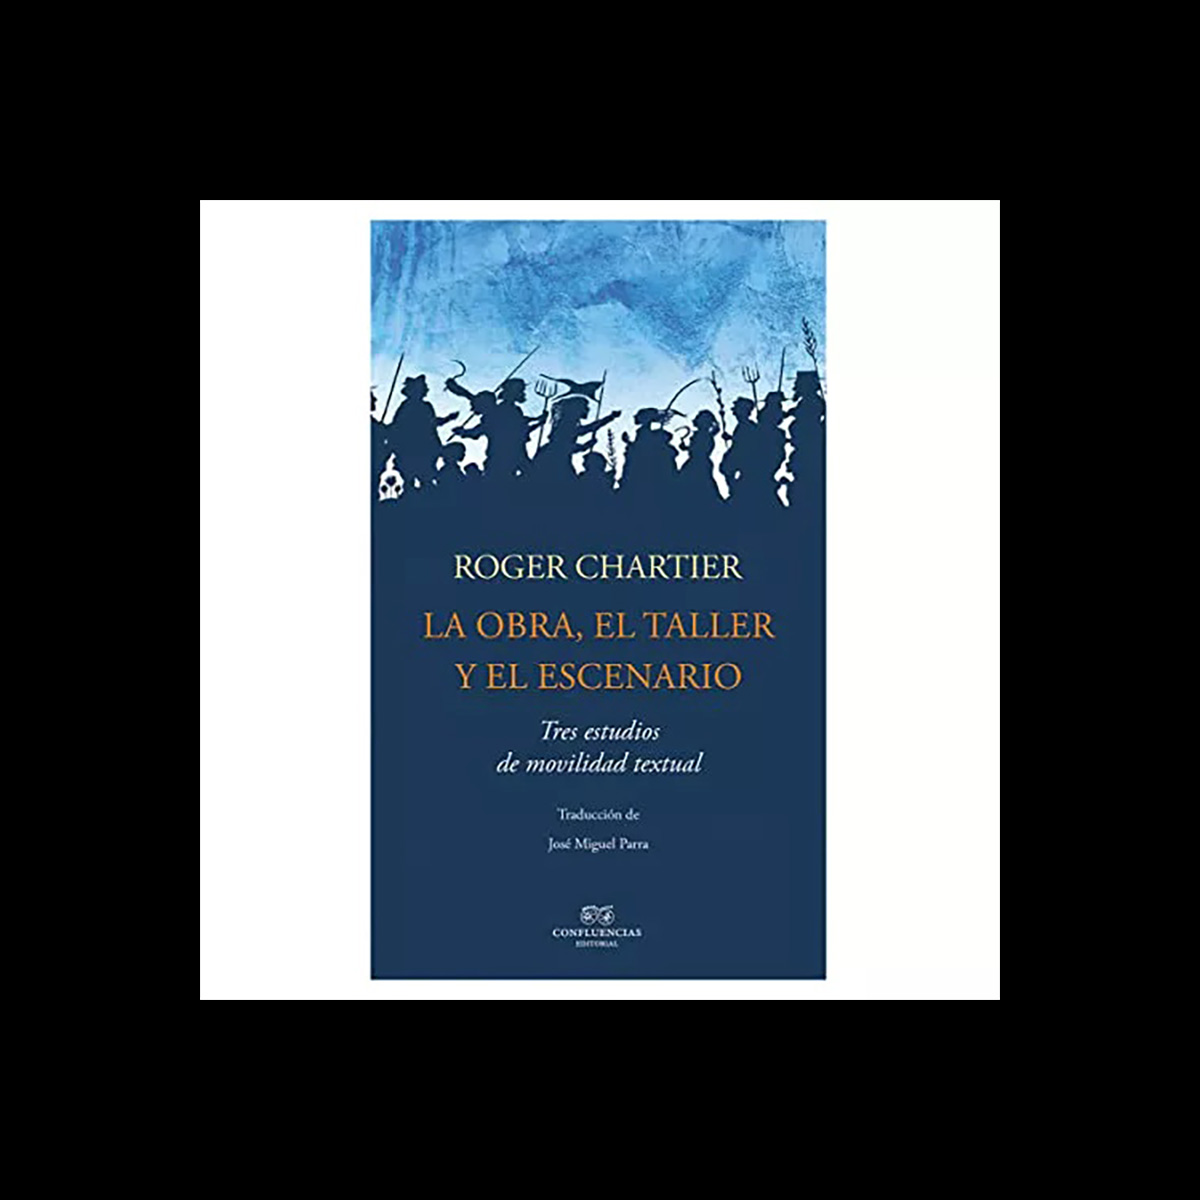 ROGER CHARTIER
LA OBRA, EL TALLER
Y EL ESCENARIO
Tres estudios
de movilidad textual
Traducción de
José Miguel Parra
CONFLUENCIAS
EDITORIAL